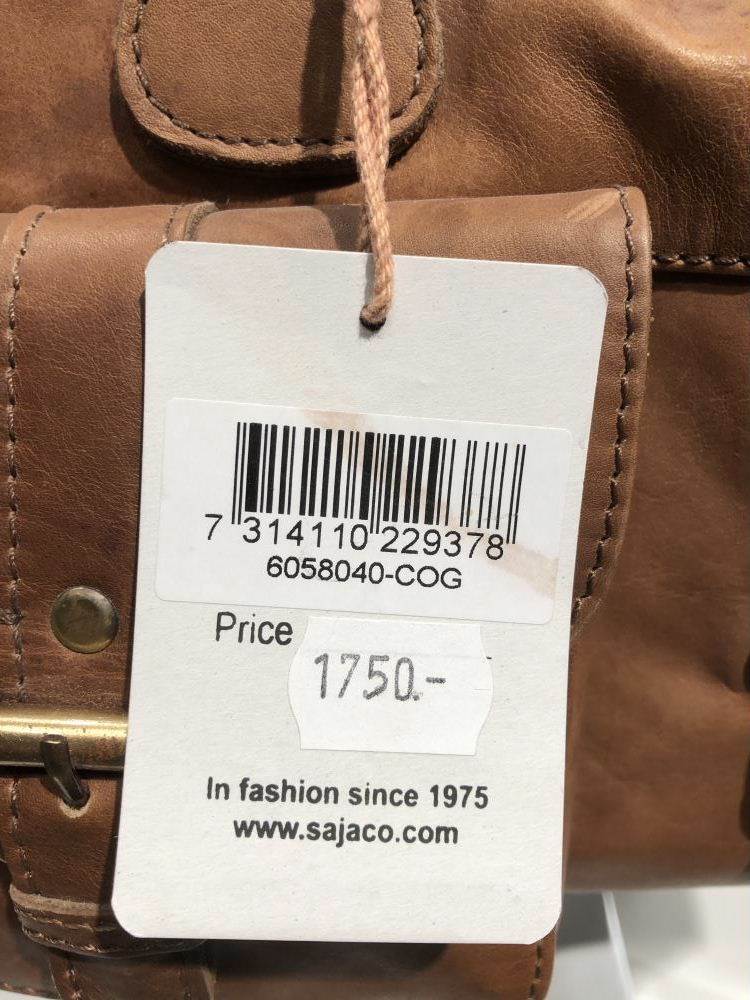 7 314110 229378
6058040-COG
Price
1750.-
In fashion since 1975
www.sajaco.com